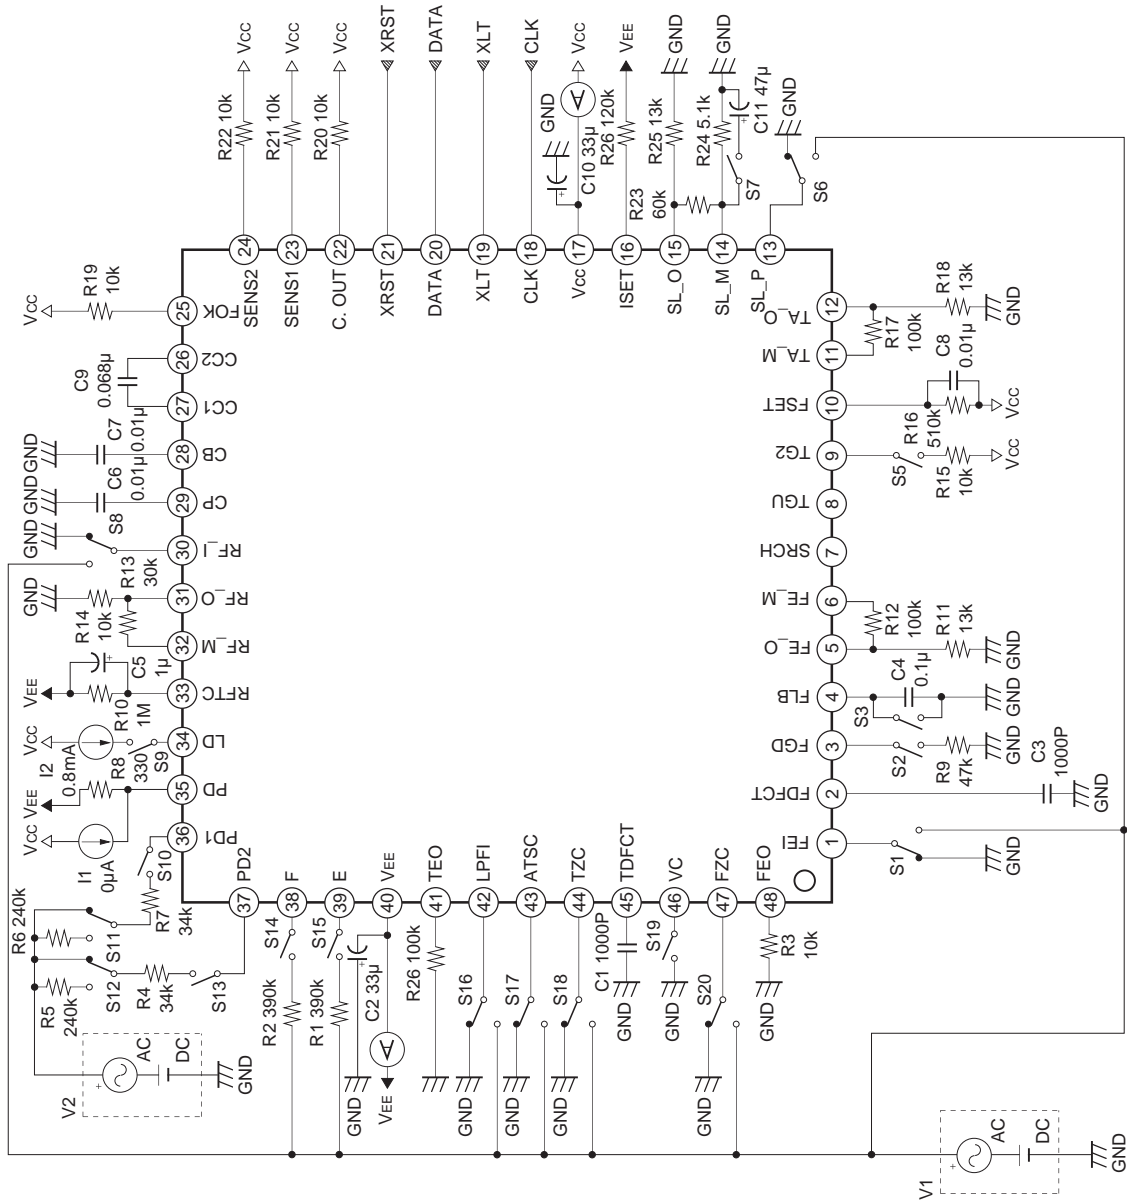 R22 10k
VCC
R21 10k
VCC
R20 10k
VCC
XRST
DATA
XLT
CLK
GND
C10 33µ
+
A
VCC
R26 120k
VEE
R23
60k
R25 13k
GND
R24 5.1k
GND
C11 47µ
+
S7
GND
S6
24
SENS2
23
SENS1
22
C. OUT
21
XRST
20
DATA
19
XLT
18
CLK
17
VCC
16
ISET
15
SL_O
14
SL_M
13
SL_P
VCC
R19
10k
25
FOK
26
CC2
C9
0.068µ
27
CC1
GND
C7
0.01µ
28
CB
GND
C6
0.01µ
29
CP
GND
S8
30
RF_I
GND
R13
30k
31
RF_O
R14
10k
32
RF_M
VEE
+
C5
1µ
R10
1M
33
RFTC
VCC
I2
0.8mA
R8
330
S9
34
LD
VEE
35
PD
VCC
I1
0µA
S10
36
PD1
12
TA_O
R18
13k
GND
R17
100k
11
TA_M
C8
0.01µ
10
FSET
R16
510k
VCC
9
TG2
S5
R15
10k
VCC
8
TGU
7
SRCH
6
FE_M
R12
100k
5
FE_O
R11
13k
GND
4
FLB
C4
0.1µ
S3
GND
3
FGD
S2
R9
47k
GND
2
FDFCT
C3
1000P
GND
1
FEI
S1
GND
37
PD2
38
F
39
E
40
VEE
41
TEO
42
LPFI
43
ATSC
44
TZC
45
TDFCT
46
VC
47
FZC
48
FEO
R6 240k
S11
R7
34k
R5
240k
S12
R4
34k
S13
V2
+
AC
DC
GND
S14
R2 390k
S15
R1 390k
+
C2 33µ
GND
A
VEE
R26 100k
GND
S16
GND
S17
GND
S18
GND
C1 1000P
GND
S19
GND
S20
GND
R3
10k
GND
V1
+
AC
DC
GND